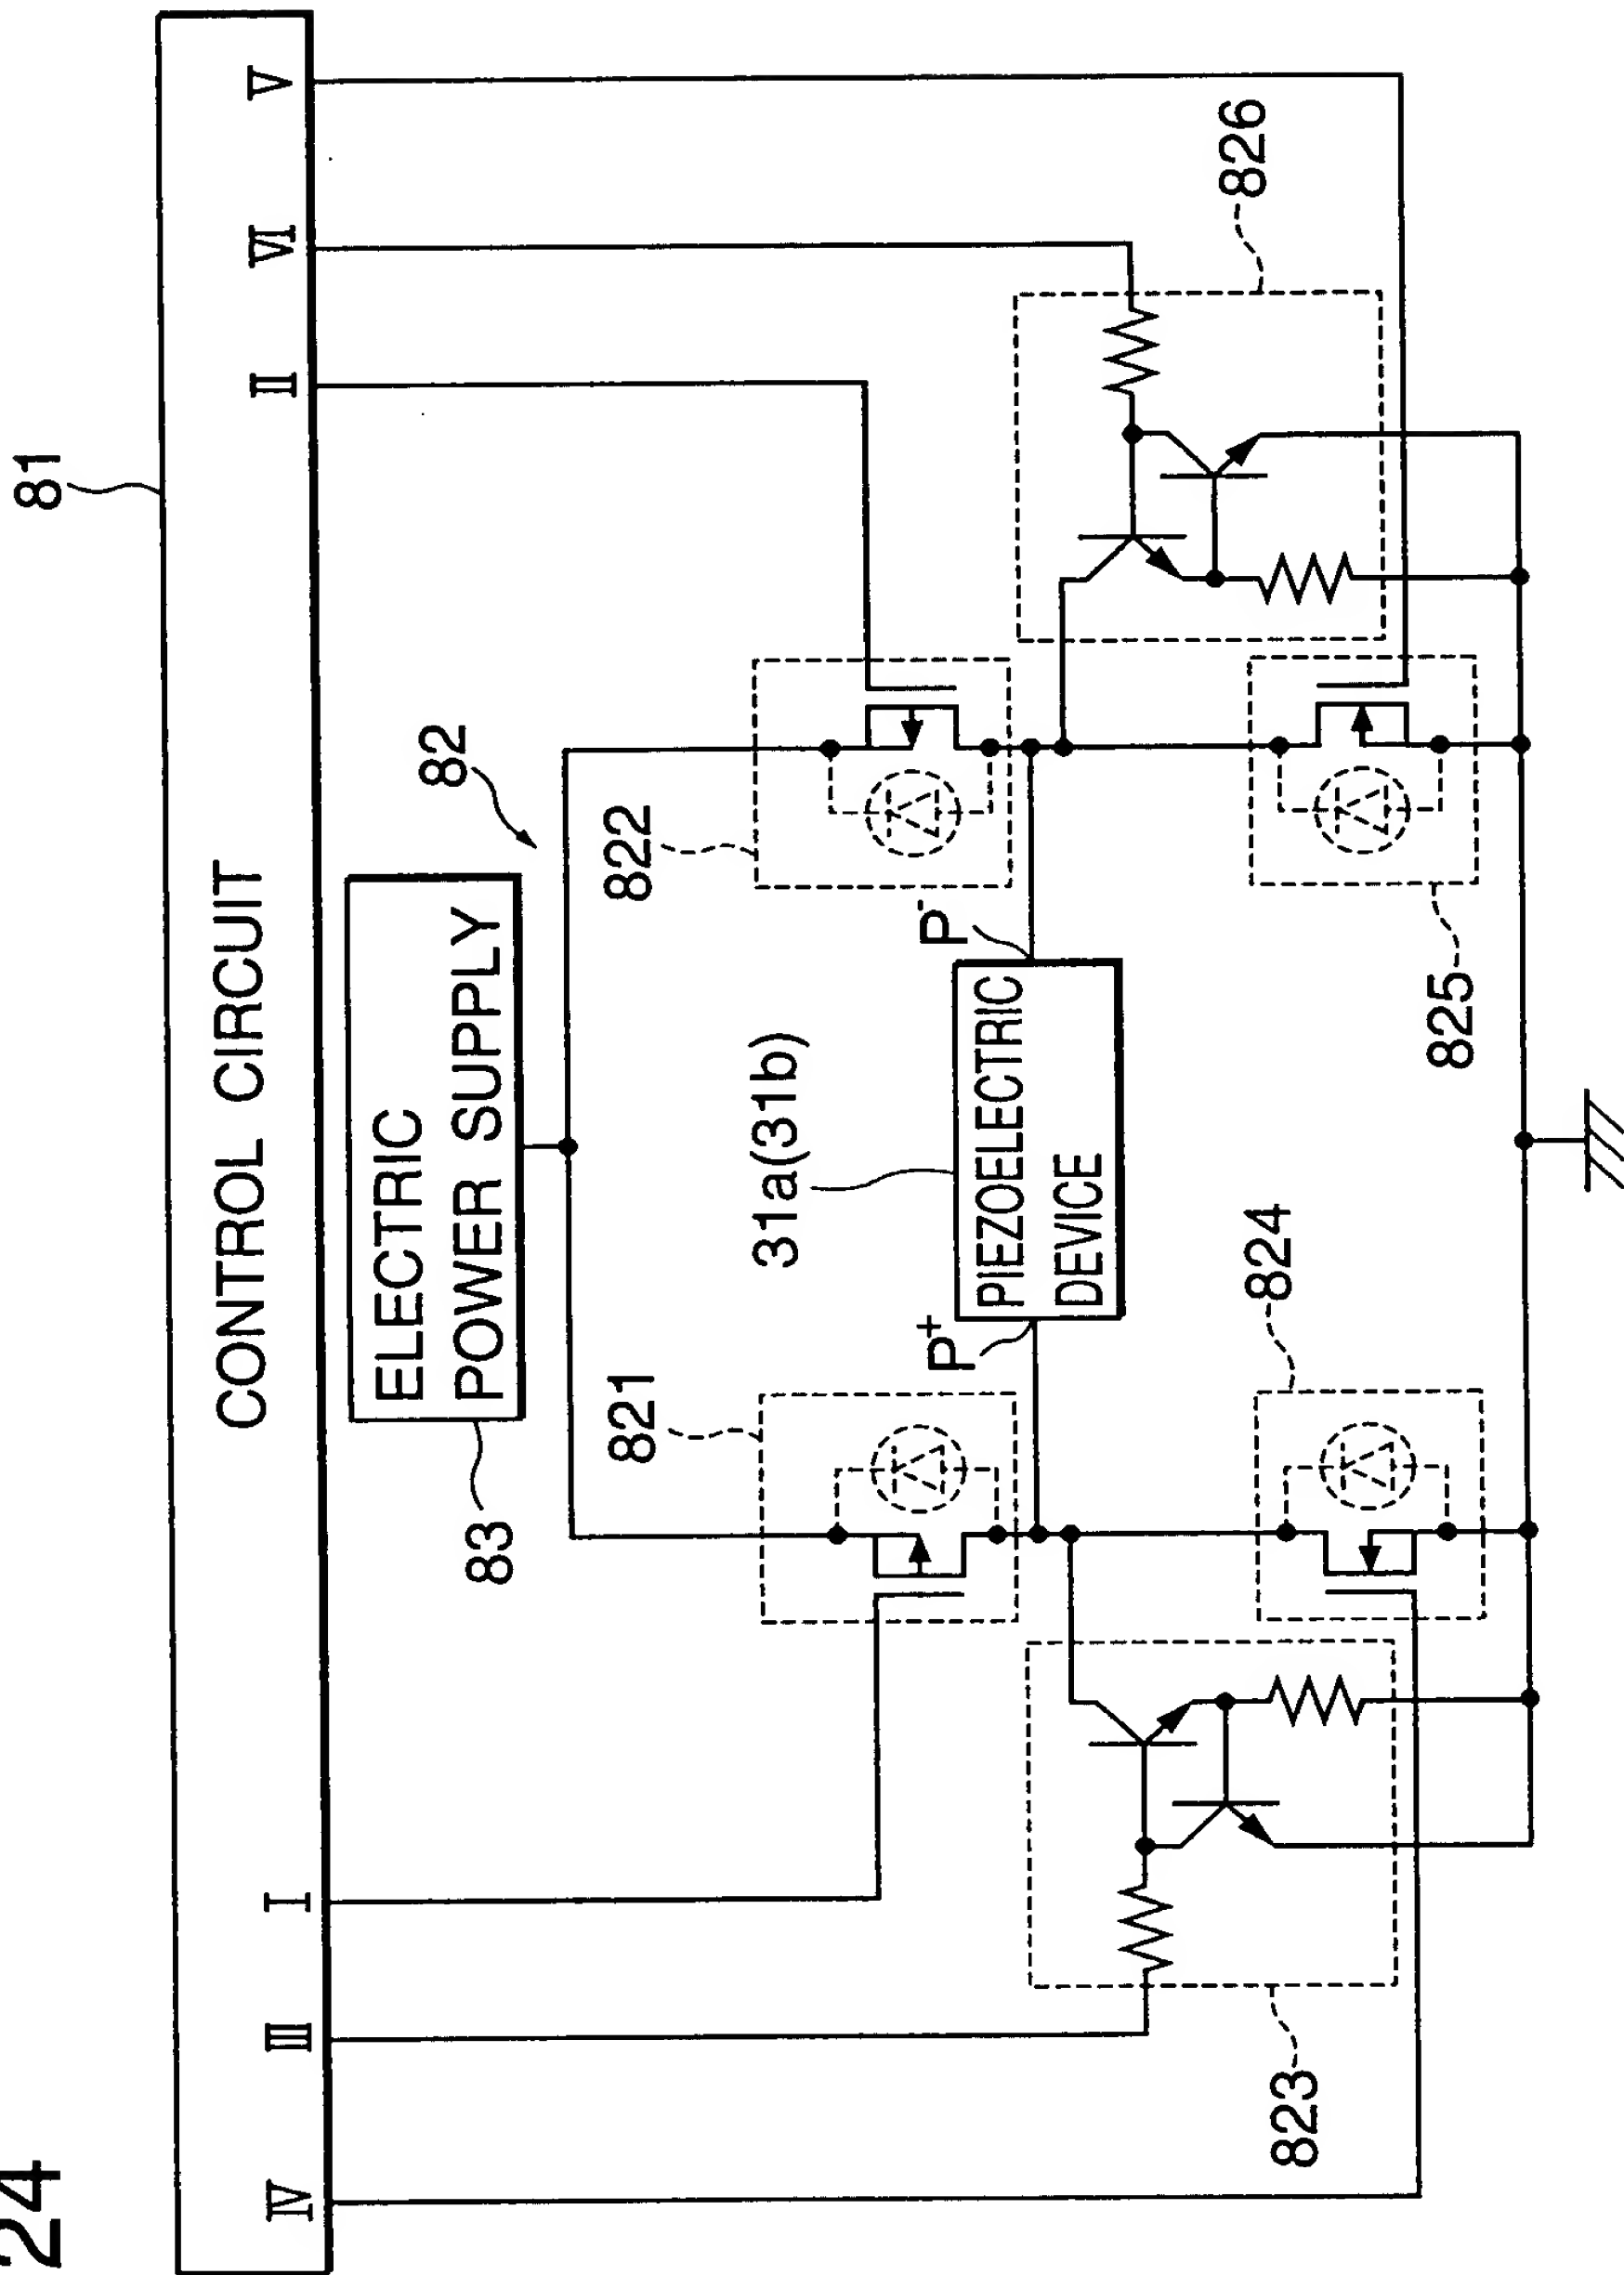 24
81
CONTROL CIRCUIT
IV
III
I
II
VI
V
83
ELECTRIC
POWER SUPPLY
82
821
822
31a(31b)
P+
P-
PIEZOELECTRIC
DEVICE
823
824
825
826